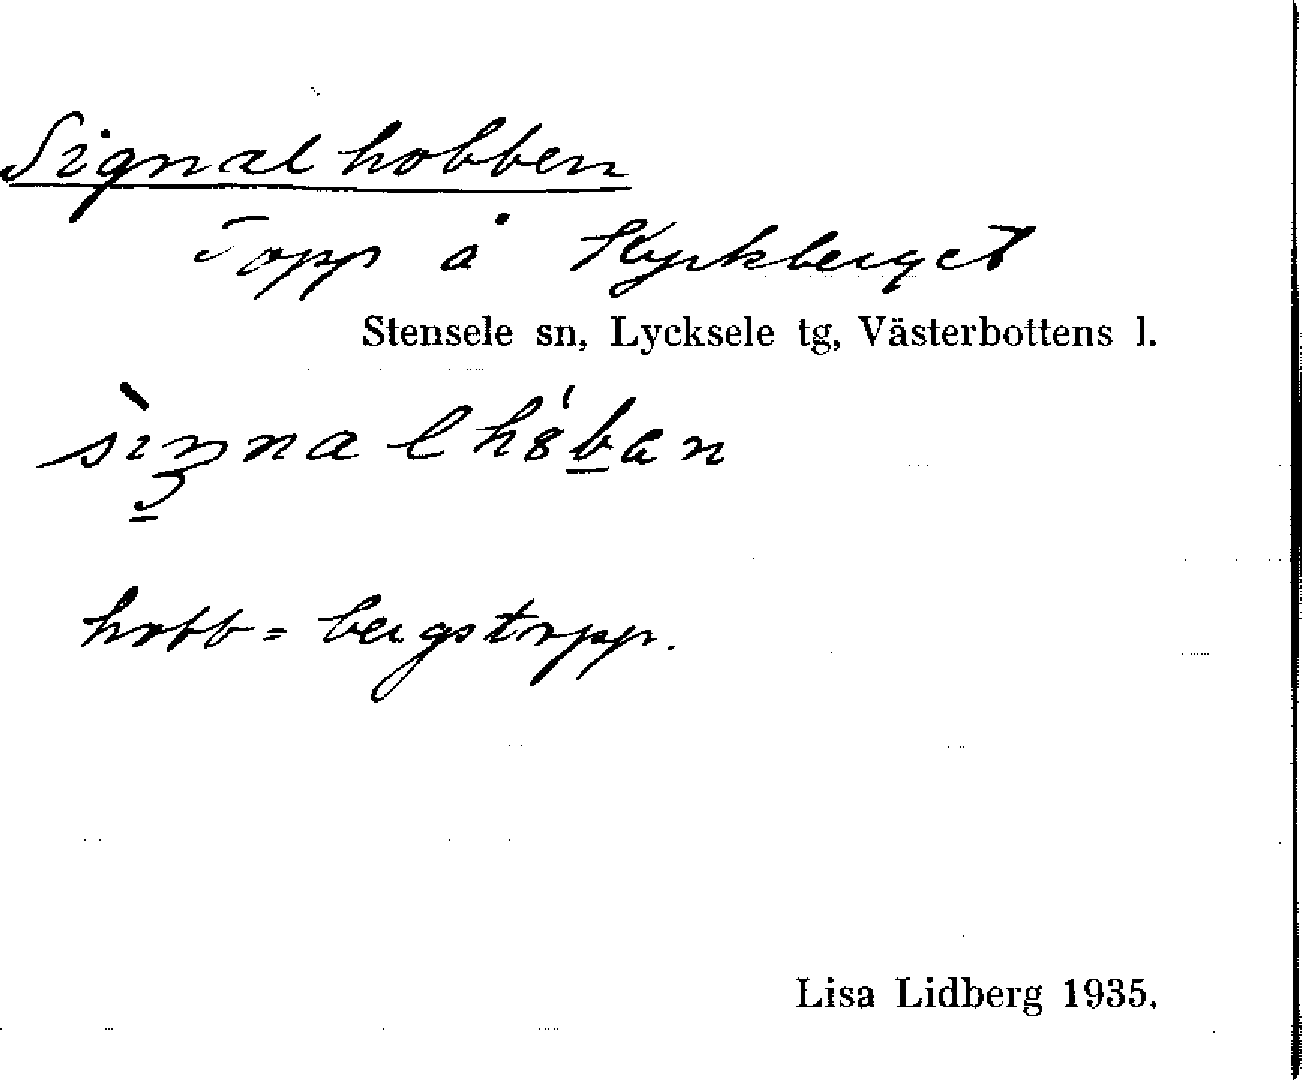 Signalhobben
Topp å Kyrkberget
Stensele sn, Lycksele tg, Västerbottens l.
hobb = bergstopp.
Lisa Lidberg 1935.